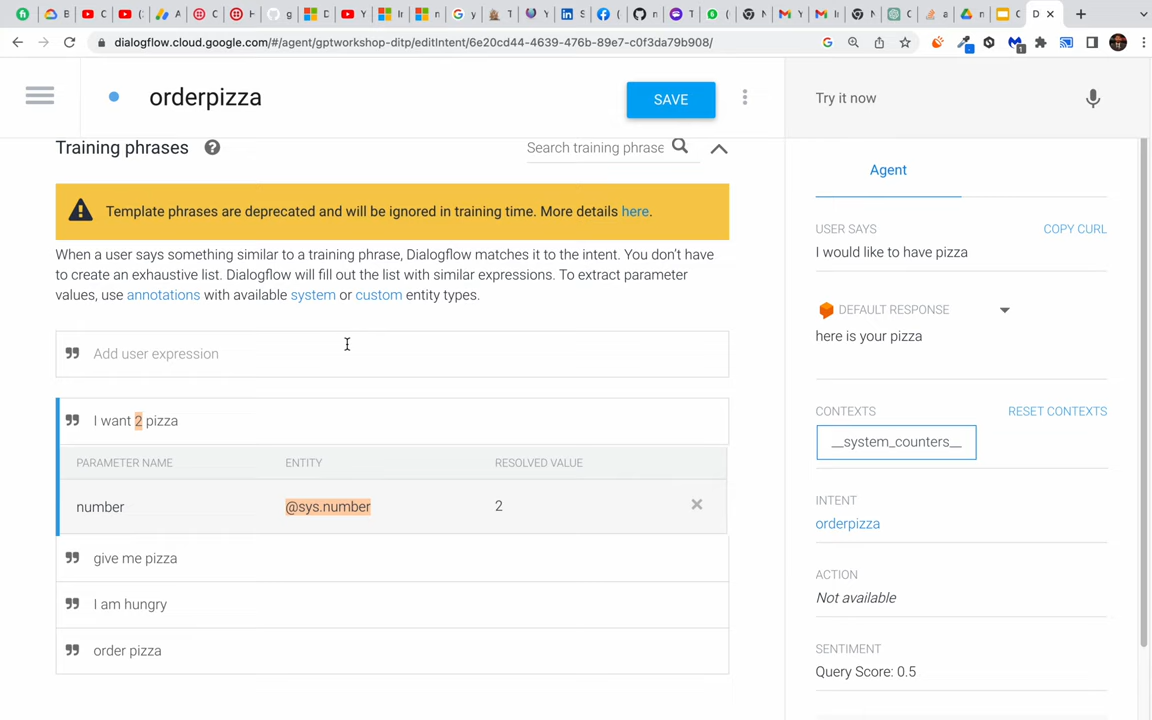 dialogflow.cloud.google.com/#/agent/gptworkshop-ditp/editIntent/6e20cd44-4639-476b-89e7-c0f3da79b908/
orderpizza
SAVE
Try it now
Training phrases
Search training phrase
Template phrases are deprecated and will be ignored in training time. More details here.
When a user says something similar to a training phrase, Dialogflow matches it to the intent. You don't have
to create an exhaustive list. Dialogflow will fill out the list with similar expressions. To extract parameter
values, use annotations with available system or custom entity types.
Add user expression
I want 2 pizza
PARAMETER NAME ENTITY RESOLVED VALUE
number @sys.number 2
give me pizza
I am hungry
order pizza
Agent
USER SAYS COPY CURL
I would like to have pizza
DEFAULT RESPONSE
here is your pizza
CONTEXTS RESET CONTEXTS
__system_counters__
INTENT
orderpizza
ACTION
Not available
SENTIMENT
Query Score: 0.5